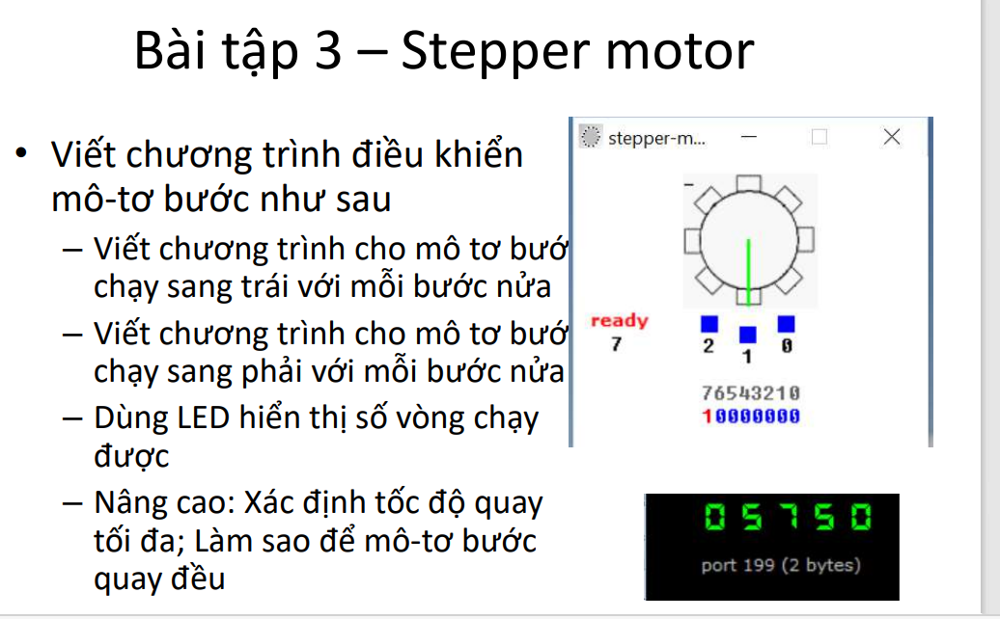 Bài tập 3 – Stepper motor
• Viết chương trình điều khiển
mô-tơ bước như sau
– Viết chương trình cho mô tơ bướ
chạy sang trái với mỗi bước nửa
– Viết chương trình cho mô tơ bướ
chạy sang phải với mỗi bước nửa
– Dùng LED hiển thị số vòng chạy
được
– Nâng cao: Xác định tốc độ quay
tối đa; Làm sao để mô-tơ bước
quay đều
stepper-m...
ready
7
2
1
0
76543210
10000000
05750
port 199 (2 bytes)